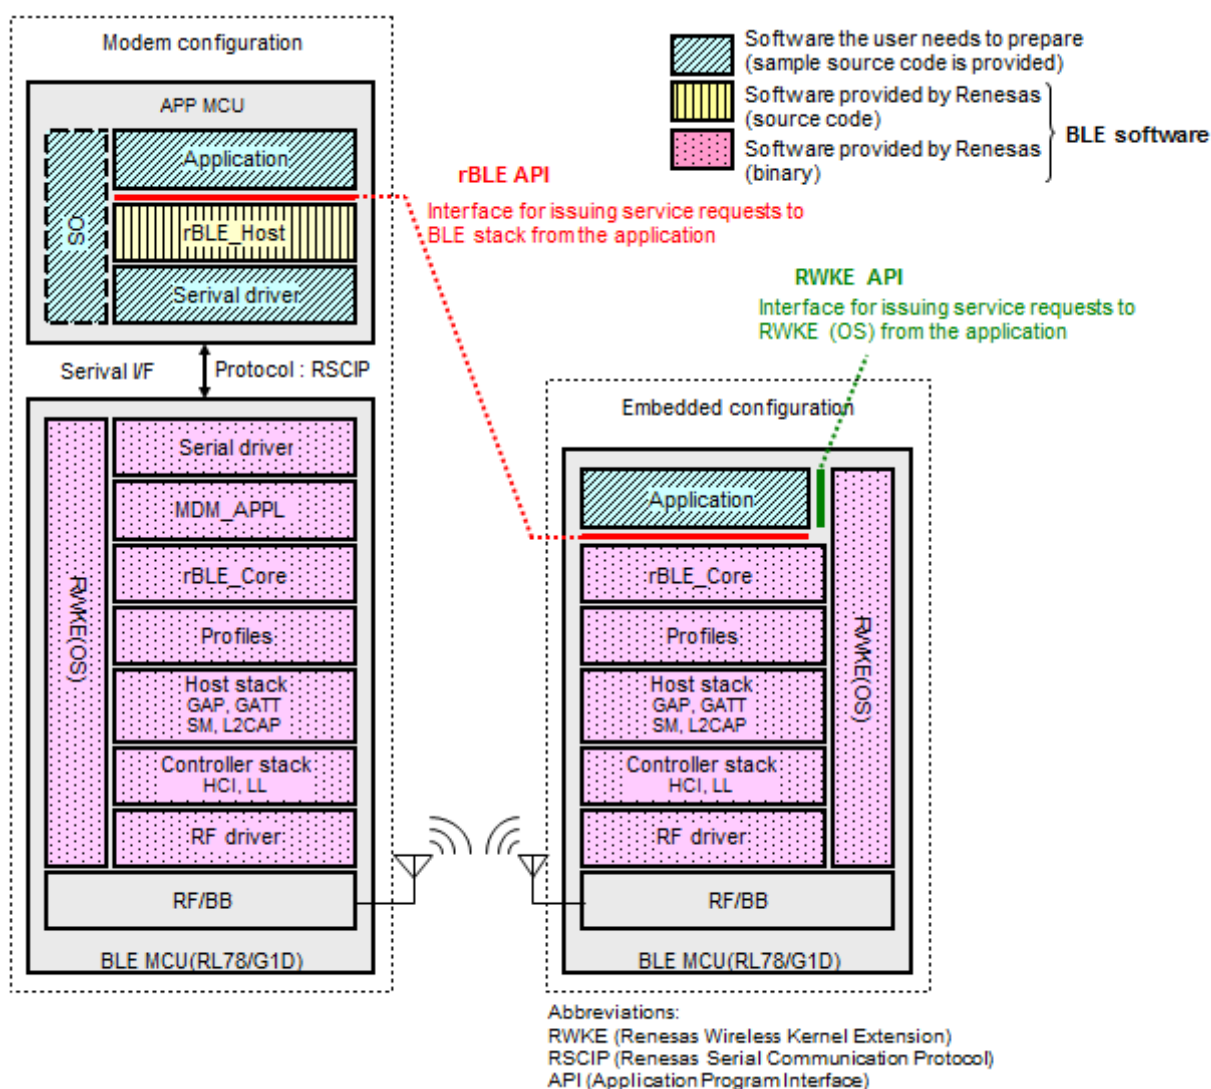 Modem configuration
APP MCU
OS
Application
rBLE_Host
Serival driver
Serival I/F
Protocol : RSCIP
RWKE(OS)
Serial driver
MDM_APPL
rBLE_Core
Profiles
Host stack
GAP, GATT
SM, L2CAP
Controller stack
HCI, LL
RF driver
RF/BB
BLE MCU(RL78/G1D)
Software the user needs to prepare
(sample source code is provided)
Software provided by Renesas
(source code)
Software provided by Renesas
(binary)
BLE software
rBLE API
Interface for issuing service requests to
BLE stack from the application
RWKE API
Interface for issuing service requests to
RWKE (OS) from the application
Embedded configuration
Application
rBLE_Core
Profiles
Host stack
GAP, GATT
SM, L2CAP
Controller stack
HCI, LL
RF driver
RWKE(OS)
RF/BB
BLE MCU(RL78/G1D)
Abbreviations:
RWKE (Renesas Wireless Kernel Extension)
RSCIP (Renesas Serial Communication Protocol)
API (Application Program Interface)